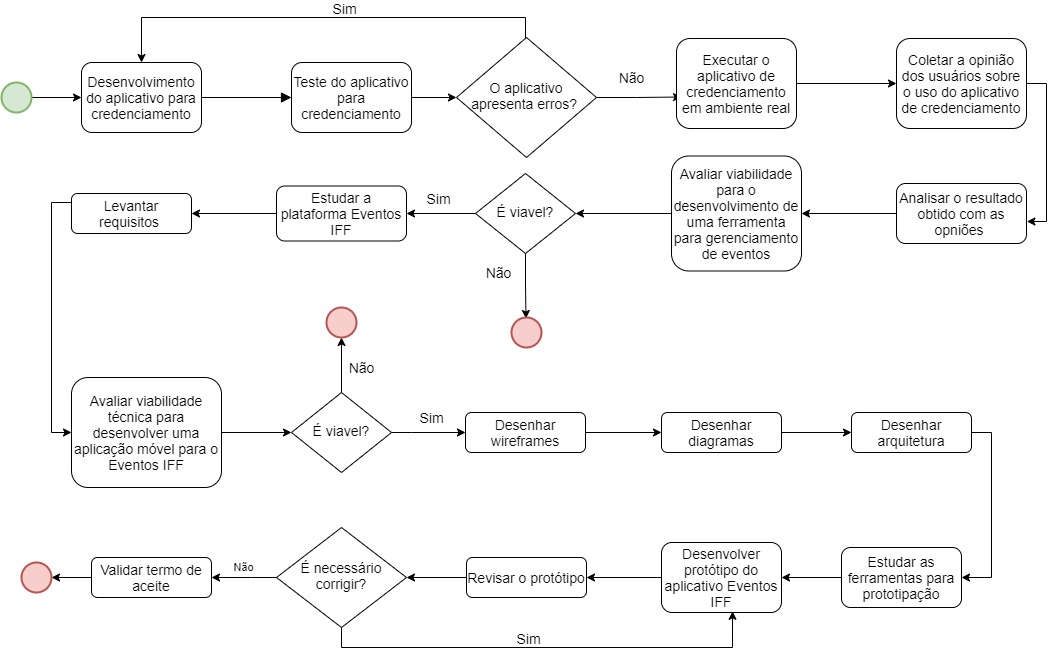 Sim
Desenvolvimento
do aplicativo para
credenciamento
Teste do aplicativo
para
credenciamento
O aplicativo
apresenta erros?
Não
Executar o
aplicativo de
credenciamento
em ambiente real
Coletar a opinião
dos usuários sobre
o uso do aplicativo
de credenciamento
Analisar o resultado
obtido com as
opniões
Avaliar viabilidade
para o
desenvolvimento de
uma ferramenta
para gerenciamento
de eventos
É viavel?
Não
Sim
Estudar a
plataforma Eventos
IFF
Levantar
requisitos
Avaliar viabilidade
técnica para
desenvolver uma
aplicação móvel para o
Eventos IFF
É viavel?
Não
Sim
Desenhar
wireframes
Desenhar
diagramas
Desenhar
arquitetura
Estudar as
ferramentas para
prototipação
Desenvolver
protótipo do
aplicativo Eventos
IFF
Revisar o protótipo
É necessário
corrigir?
Sim
Não
Validar termo de
aceite